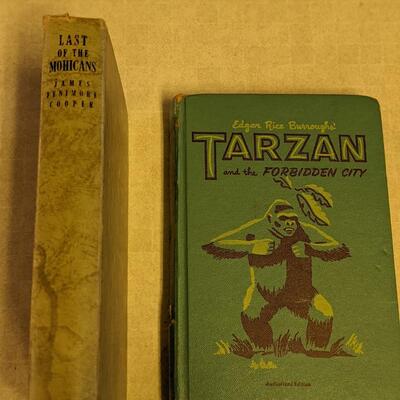 LAST
OF THE
MOHICANS
JAMES
FENIMORE
COOPER
Edgar Rice Burroughs'
TARZAN
and the FORBIDDEN CITY
Authorized Edition